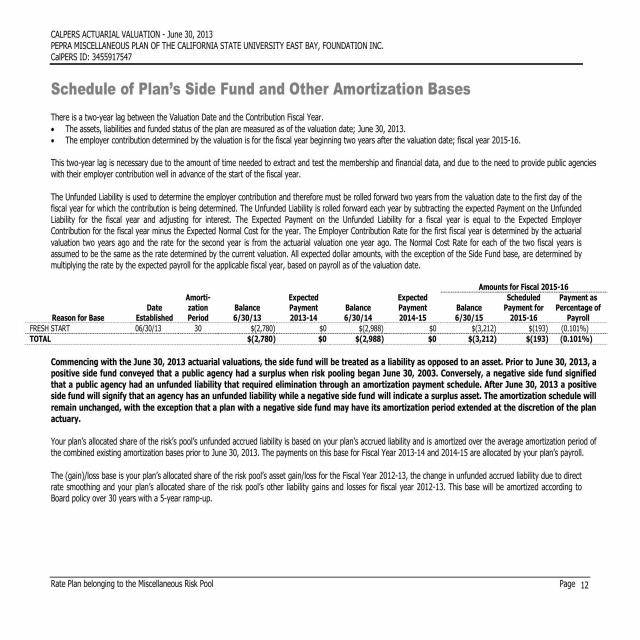 CALPERS ACTUARIAL VALUATION - June 30, 2013
PEPRA MISCELLANEOUS PLAN OF THE CALIFORNIA STATE UNIVERSITY EAST BAY, FOUNDATION INC.
CalPERS ID: 3455917547
Schedule of Plan's Side Fund and Other Amortization Bases
There is a two-year lag between the Valuation Date and the Contribution Fiscal Year.
• The assets, liabilities and funded status of the plan are measured as of the valuation date; June 30, 2013.
• The employer contribution determined by the valuation is for the fiscal year beginning two years after the valuation date; fiscal year 2015-16.
This two-year lag is necessary due to the amount of time needed to extract and test the membership and financial data, and due to the need to provide public agencies
with their employer contribution well in advance of the start of the fiscal year.
The Unfunded Liability is used to determine the employer contribution and therefore must be rolled forward two years from the valuation date to the first day of the
fiscal year for which the contribution is being determined. The Unfunded Liability is rolled forward each year by subtracting the expected Payment on the Unfunded
Liability for the fiscal year and adjusting for interest. The Expected Payment on the Unfunded Liability for a fiscal year is equal to the Expected Employer
Contribution for the fiscal year minus the Expected Normal Cost for the year. The Employer Contribution Rate for the first fiscal year is determined by the actuarial
valuation two years ago and the rate for the second year is from the actuarial valuation one year ago. The Normal Cost Rate for each of the two fiscal years is
assumed to be the same as the rate determined by the current valuation. All expected dollar amounts, with the exception of the Side Fund base, are determined by
multiplying the rate by the expected payroll for the applicable fiscal year, based on payroll as of the valuation date.
Amounts for Fiscal 2015-16
Amorti- Expected Expected Scheduled Payment as
Date zation Balance Payment Balance Payment Balance Payment for Percentage of
Reason for Base Established Period 6/30/13 2013-14 6/30/14 2014-15 6/30/15 2015-16 Payroll
FRESH START 06/30/13 30 $(2,780) $0 $(2,988) $0 $(3,212) $(193) (0.101%)
TOTAL $(2,780) $0 $(2,988) $0 $(3,212) $(193) (0.101%)
Commencing with the June 30, 2013 actuarial valuations, the side fund will be treated as a liability as opposed to an asset. Prior to June 30, 2013, a
positive side fund conveyed that a public agency had a surplus when risk pooling began June 30, 2003. Conversely, a negative side fund signified
that a public agency had an unfunded liability that required elimination through an amortization payment schedule. After June 30, 2013 a positive
side fund will signify that an agency has an unfunded liability while a negative side fund will indicate a surplus asset. The amortization schedule will
remain unchanged, with the exception that a plan with a negative side fund may have its amortization period extended at the discretion of the plan
actuary.
Your plan's allocated share of the risk's pool's unfunded accrued liability is based on your plan's accrued liability and is amortized over the average amortization period of
the combined existing amortization bases prior to June 30, 2013. The payments on this base for Fiscal Year 2013-14 and 2014-15 are allocated by your plan's payroll.
The (gain)/loss base is your plan's allocated share of the risk pool's asset gain/loss for the Fiscal Year 2012-13, the change in unfunded accrued liability due to direct
rate smoothing and your plan's allocated share of the risk pool's other liability gains and losses for fiscal year 2012-13. This base will be amortized according to
Board policy over 30 years with a 5-year ramp-up.
Rate Plan belonging to the Miscellaneous Risk Pool Page 12